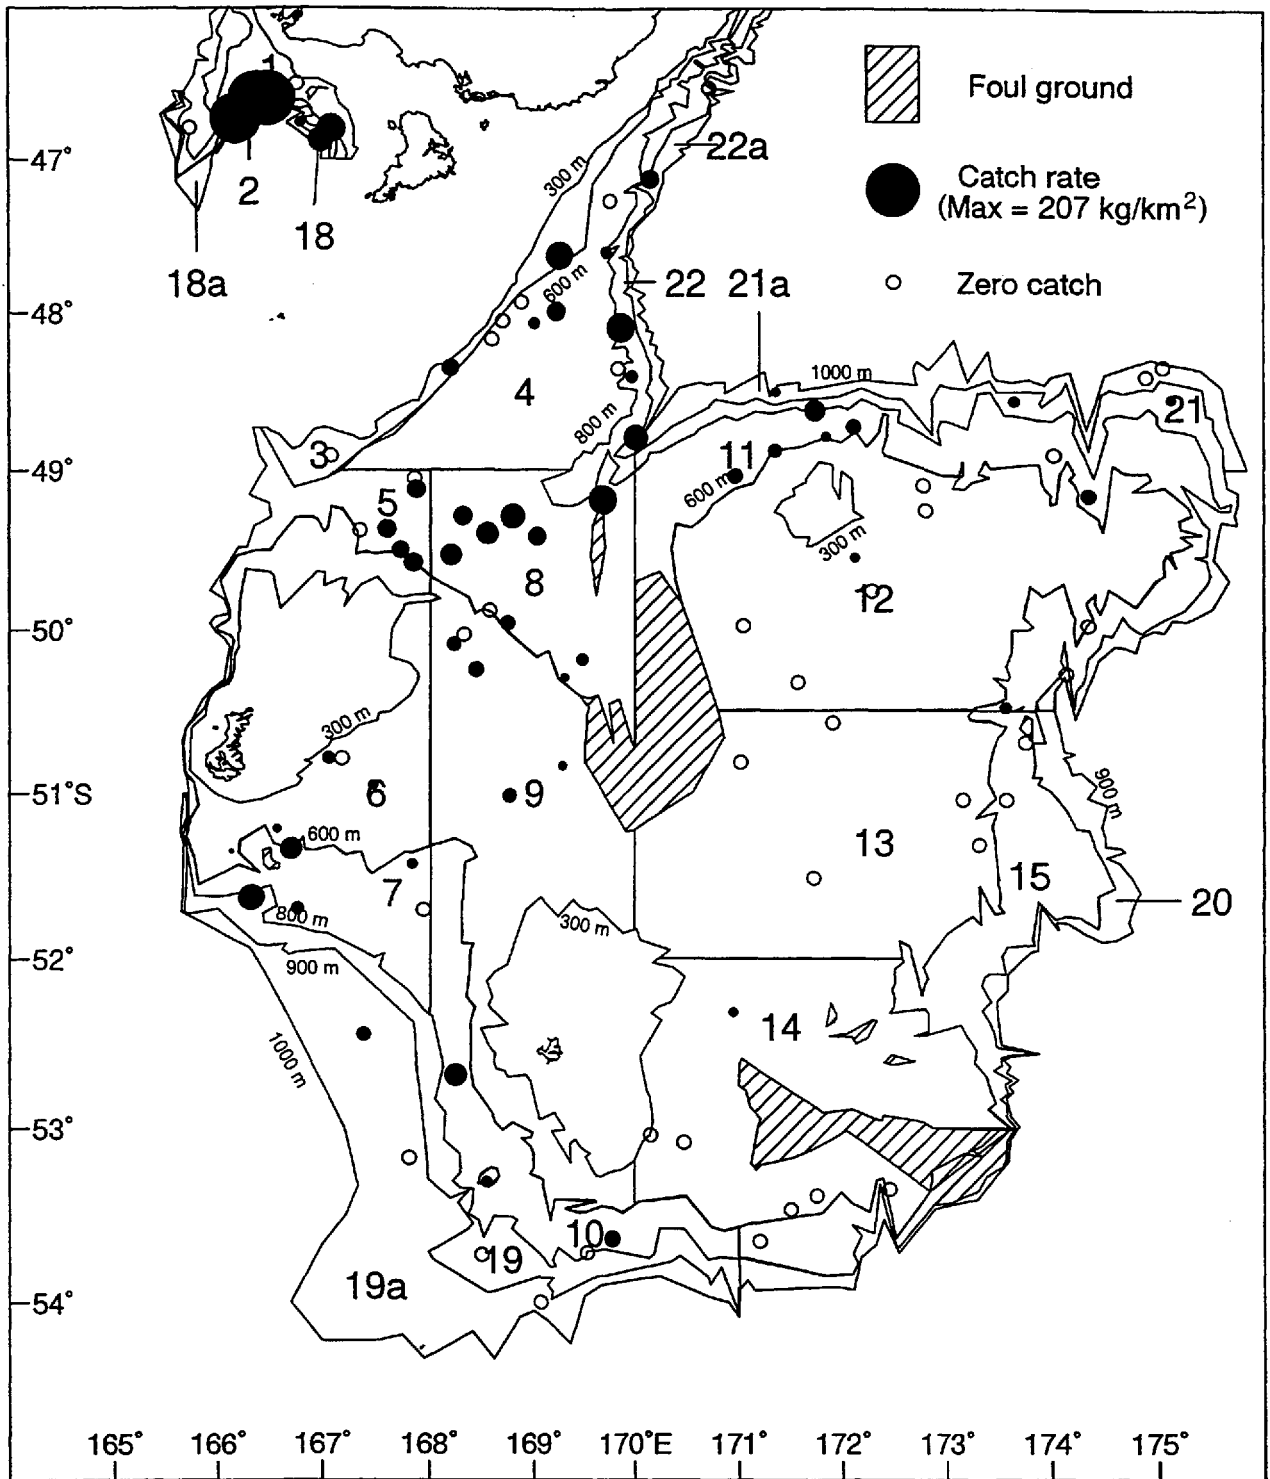 Foul ground
Catch rate
(Max = 207 kg/km²)
Zero catch
1
2
18
18a
22a
22
21a
47°
48°
49°
50°
51°S
52°
53°
54°
300 m
600 m
800 m
1000 m
3
4
5
11
21
600 m
300 m
8
12
300 m
6
9
600 m
900 m
13
15
20
7
800 m
300 m
900 m
14
1000 m
10
19
19a
165°
166°
167°
168°
169°
170°E
171°
172°
173°
174°
175°